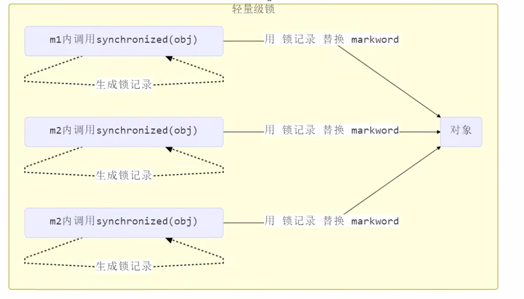 轻量级锁
m1内调用synchronized(obj)
用 锁记录 替换 markword
生成锁记录
m2内调用synchronized(obj)
用 锁记录 替换 markword
对象
生成锁记录
m2内调用synchronized(obj)
用 锁记录 替换 markword
生成锁记录